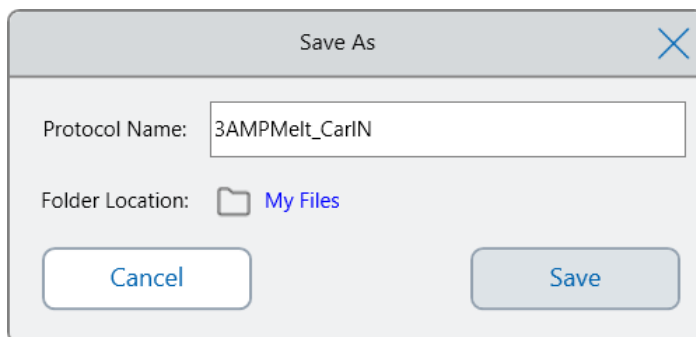 Save As
Protocol Name: 3AMPMelt_CarlN
Folder Location: My Files
Cancel Save